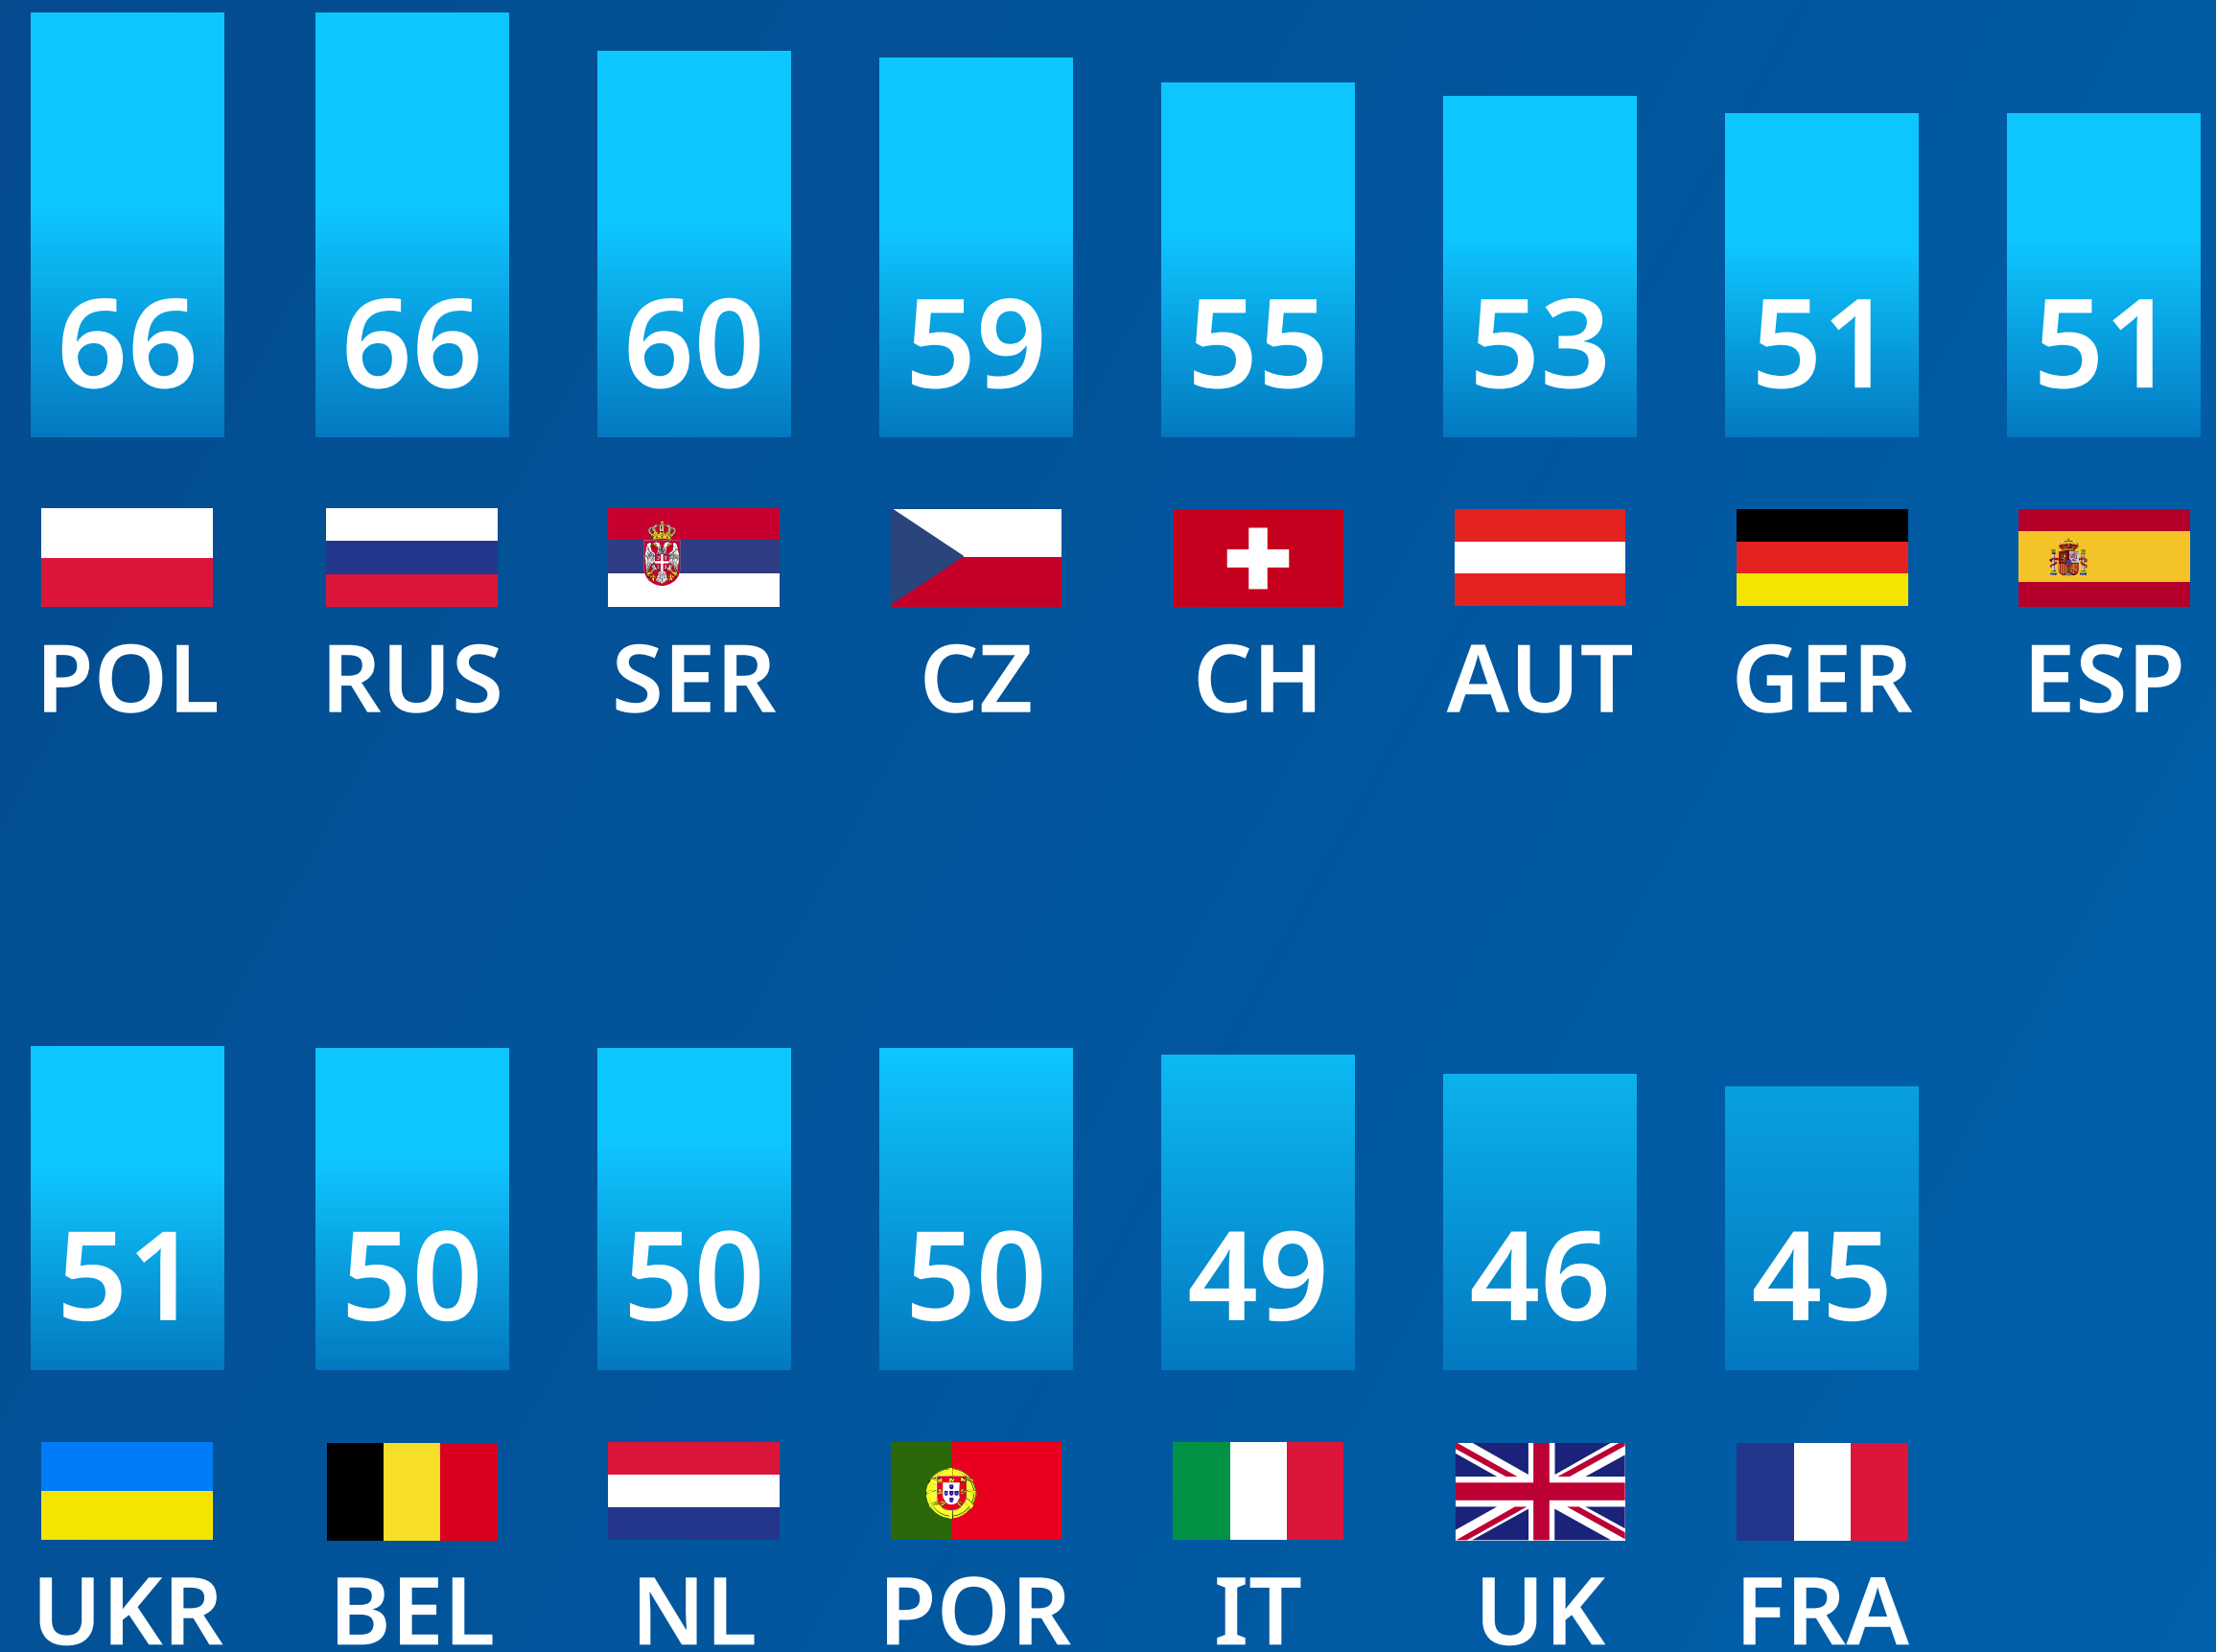 66 66 60 59 55 53 51 51
POL RUS SER CZ CH AUT GER ESP
51 50 50 50 49 46 45
UKR BEL NL POR IT UK FRA